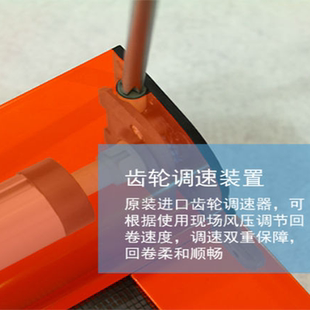 齿轮调速装置
原装进口齿轮调速器，可
根据使用现场风压调节回
卷速度，调速双重保障，
回卷柔和顺畅